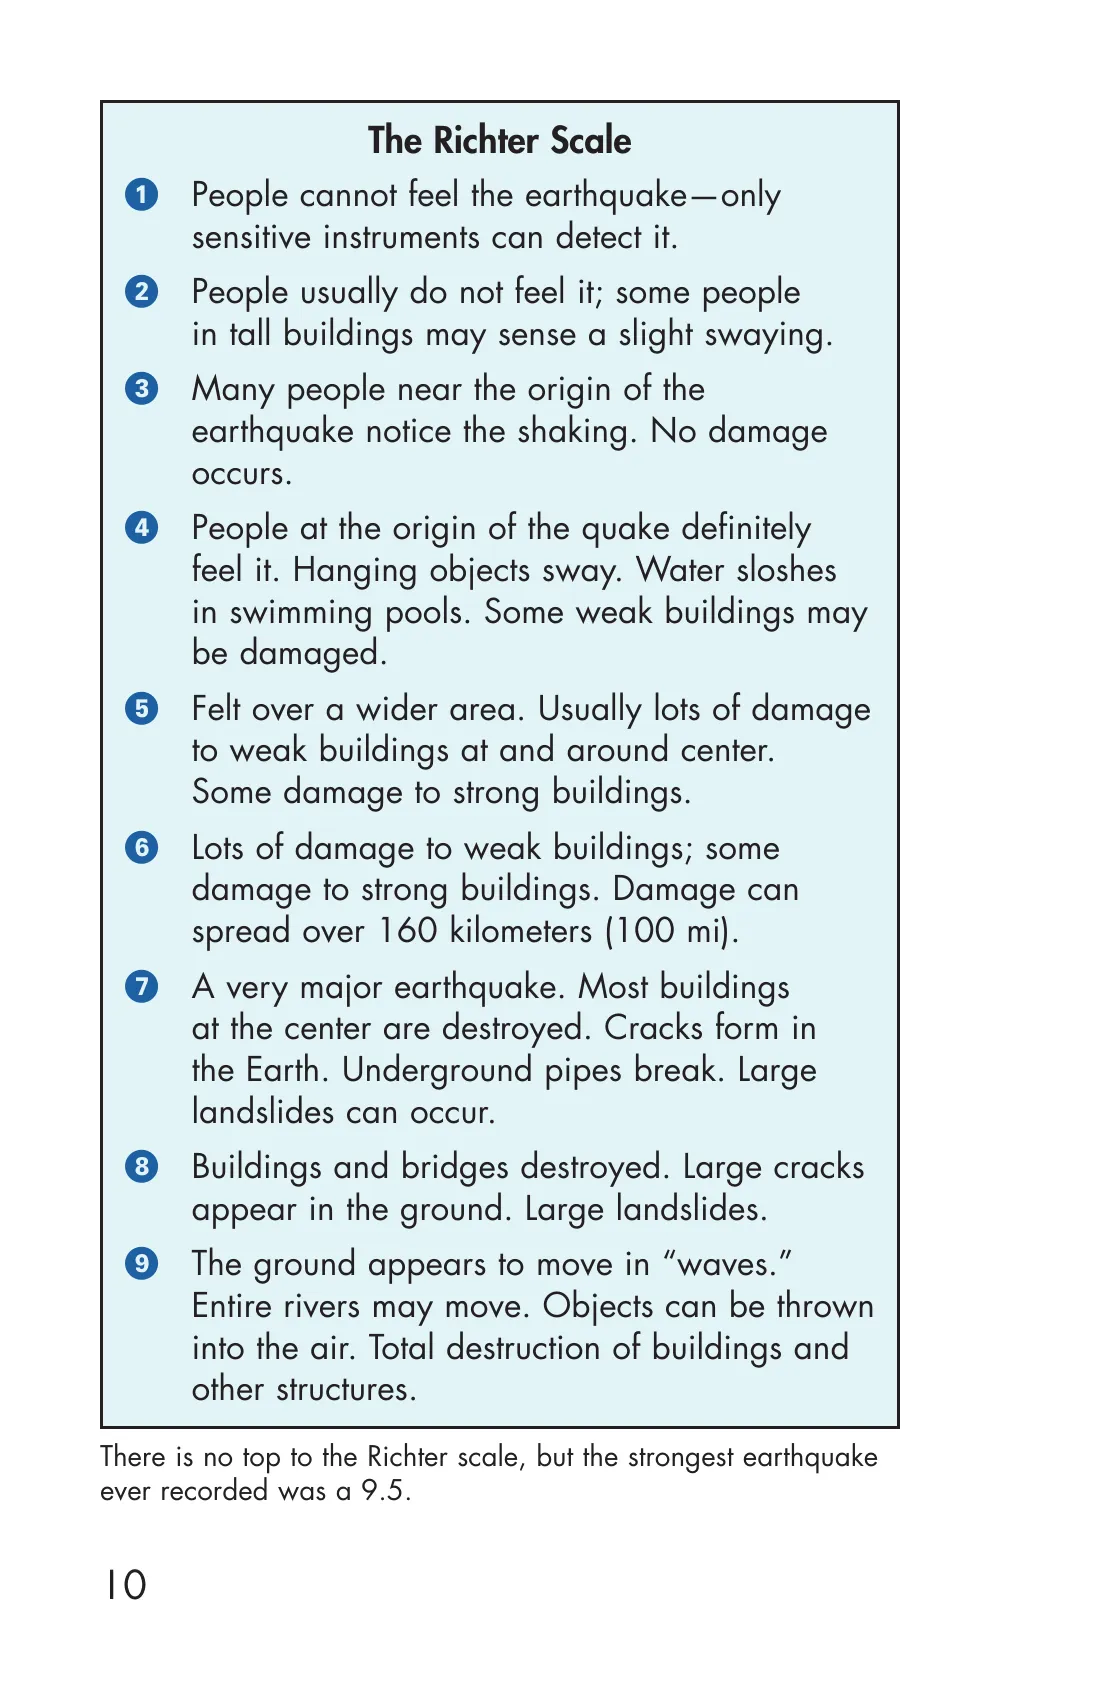 The Richter Scale
1 People cannot feel the earthquake—only
sensitive instruments can detect it.
2 People usually do not feel it; some people
in tall buildings may sense a slight swaying.
3 Many people near the origin of the
earthquake notice the shaking. No damage
occurs.
4 People at the origin of the quake definitely
feel it. Hanging objects sway. Water sloshes
in swimming pools. Some weak buildings may
be damaged.
5 Felt over a wider area. Usually lots of damage
to weak buildings at and around center.
Some damage to strong buildings.
6 Lots of damage to weak buildings; some
damage to strong buildings. Damage can
spread over 160 kilometers (100 mi).
7 A very major earthquake. Most buildings
at the center are destroyed. Cracks form in
the Earth. Underground pipes break. Large
landslides can occur.
8 Buildings and bridges destroyed. Large cracks
appear in the ground. Large landslides.
9 The ground appears to move in “waves.”
Entire rivers may move. Objects can be thrown
into the air. Total destruction of buildings and
other structures.
There is no top to the Richter scale, but the strongest earthquake
ever recorded was a 9.5.
10